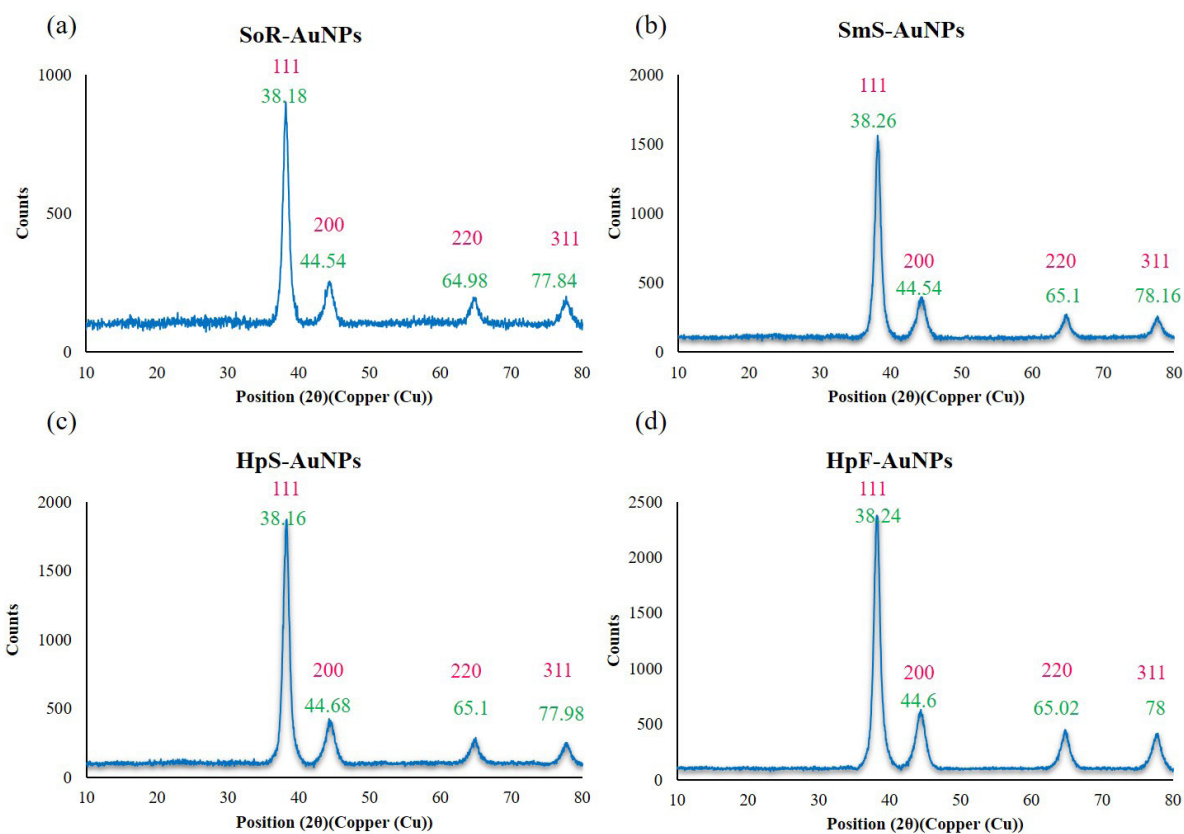 (a)
SoR-AuNPs
111
38.18
200
44.54
220
64.98
311
77.84
1000
500
0
Counts
10 20 30 40 50 60 70 80
Position (2θ)(Copper (Cu))
(b)
SmS-AuNPs
111
38.26
200
44.54
220
65.1
311
78.16
2000
1500
1000
500
0
Counts
10 20 30 40 50 60 70 80
Position (2θ)(Copper (Cu))
(c)
HpS-AuNPs
111
38.16
200
44.68
220
65.1
311
77.98
2000
1500
1000
500
0
Counts
10 20 30 40 50 60 70 80
Position (2θ)(Copper (Cu))
(d)
HpF-AuNPs
111
38.24
200
44.6
220
65.02
311
78
2500
2000
1500
1000
500
0
Counts
10 20 30 40 50 60 70 80
Position (2θ)(Copper (Cu))